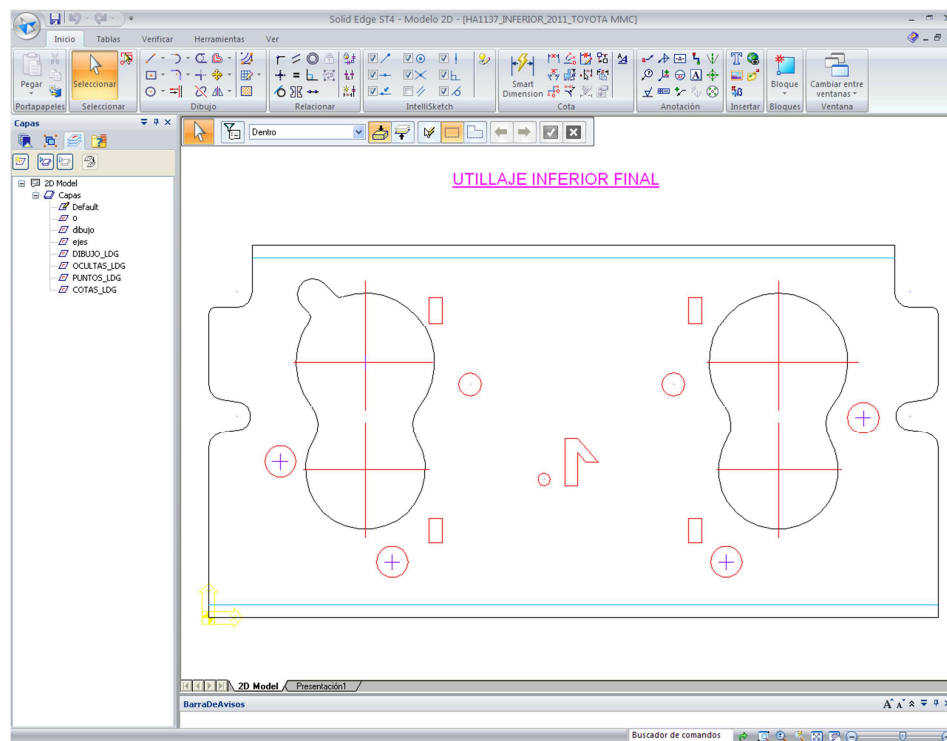 Solid Edge ST4 - Modelo 2D - [HA1137_INFERIOR_2011_TOYOTA MMC]
Inicio Tablas Verificar Herramientas Ver
Pegar
Seleccionar
Smart
Dimension
Bloque
Cambiar entre
ventanas
Portapapeles Seleccionar Dibujo Relacionar IntelliSketch Cota Anotación Insertar Bloques Ventana
Capas
Dentro
2D Model
Capas
Default
0
dibujo
ejes
DIBUJO_LDG
OCULTAS_LDG
PUNTOS_LDG
COTAS_LDG
UTILLAJE INFERIOR FINAL
1.
2D Model Presentación1
BarraDeAvisos
Buscador de comandos